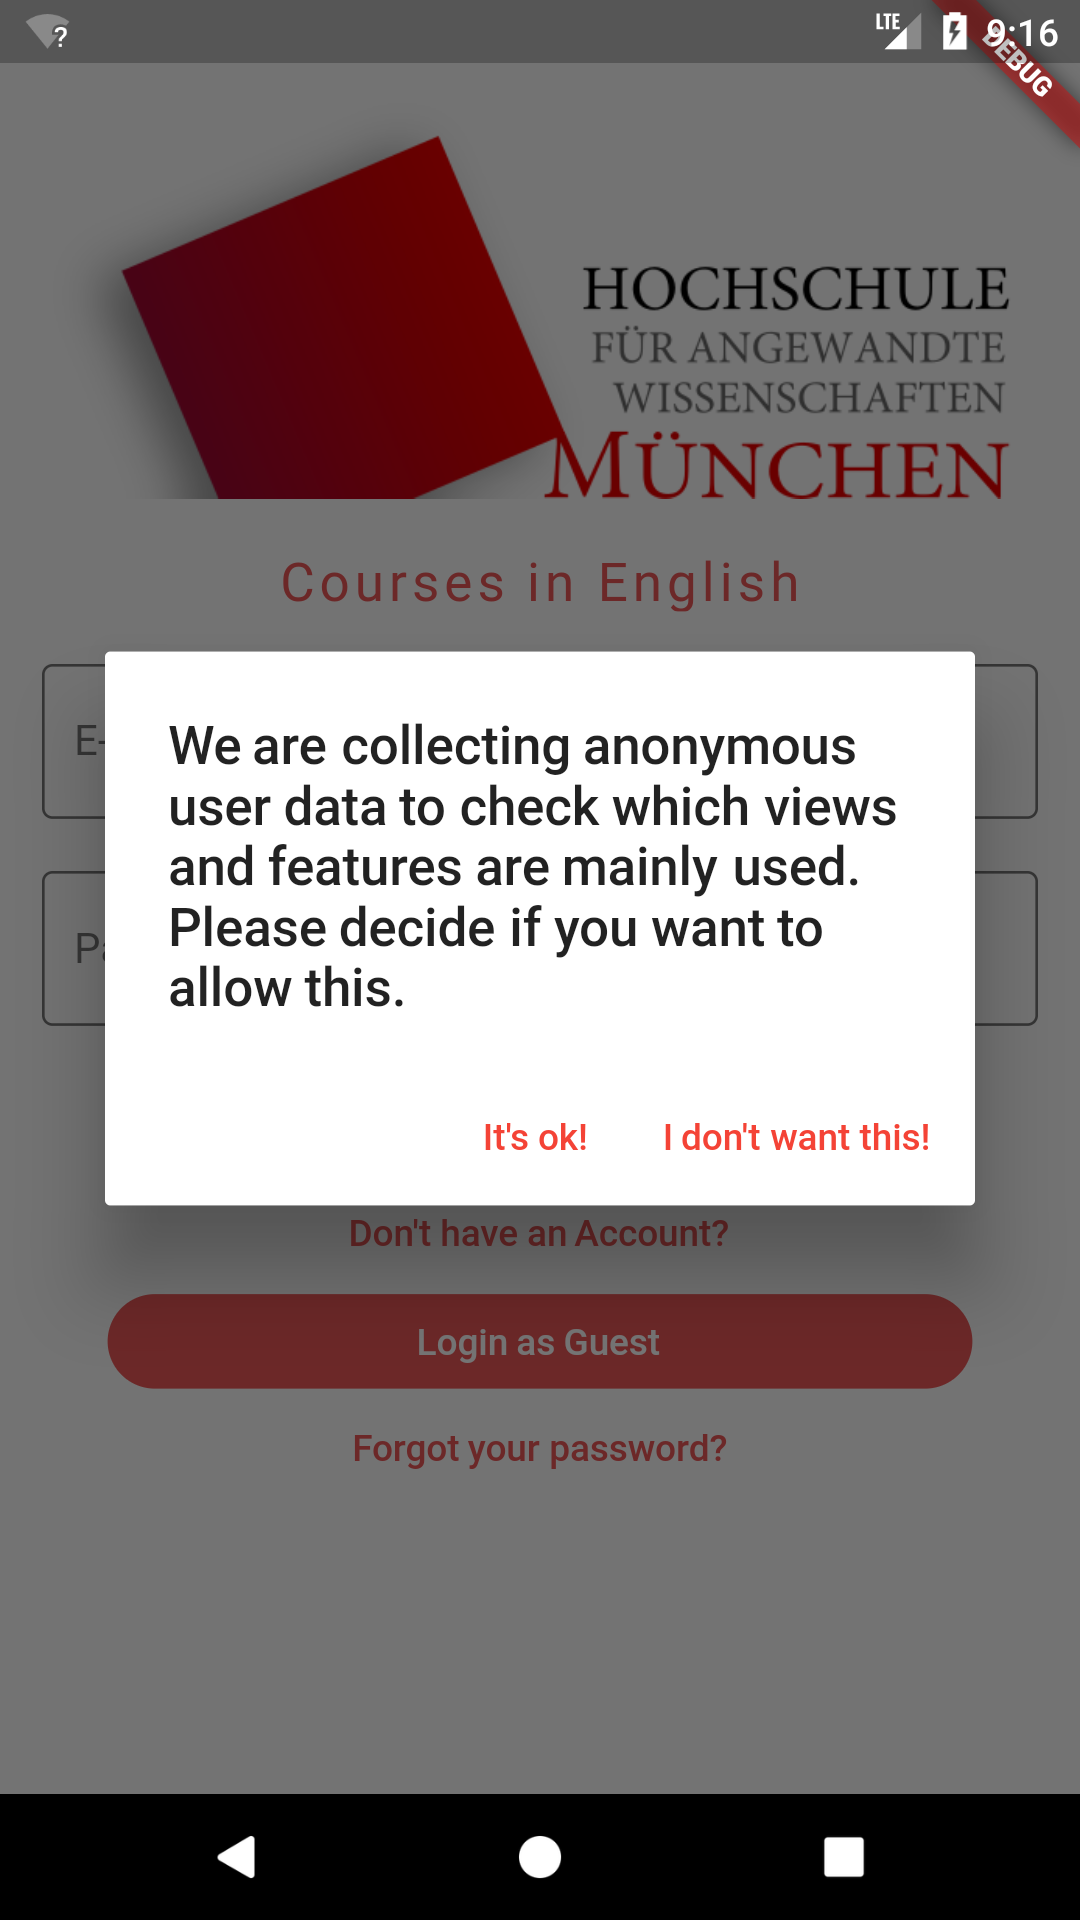 ?
LTE
9:16
DEBUG
HOCHSCHULE
FÜR ANGEWANDTE
WISSENSCHAFTEN
MÜNCHEN
Courses in English
E-
We are collecting anonymous
user data to check which views
and features are mainly used.
Please decide if you want to
allow this.
It's ok!
I don't want this!
Don't have an Account?
Login as Guest
Forgot your password?